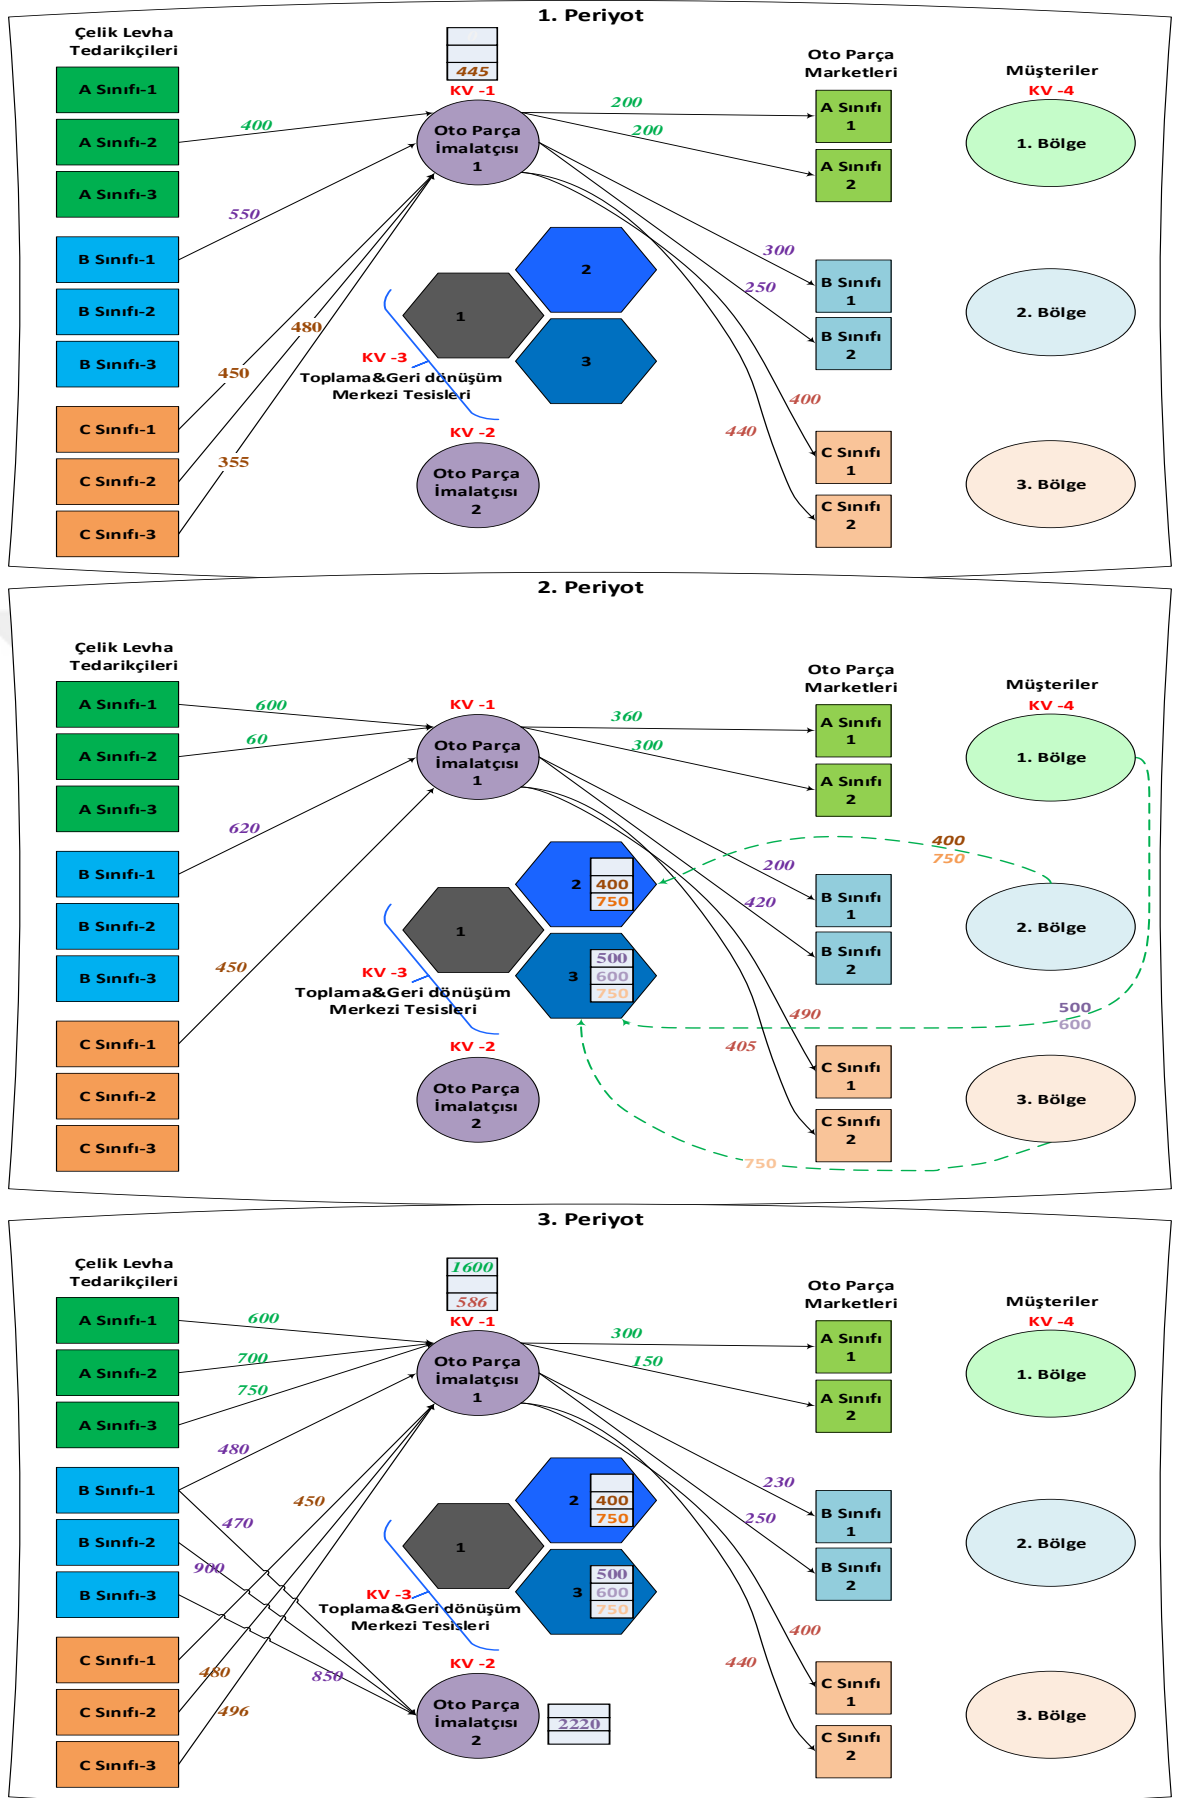 1. Periyot
Çelik Levha
Tedarikçileri
A Sınıfı-1
A Sınıfı-2
A Sınıfı-3
B Sınıfı-1
B Sınıfı-2
B Sınıfı-3
C Sınıfı-1
C Sınıfı-2
C Sınıfı-3
400
550
480
450
355
445
KV -1
Oto Parça
İmalatçısı
1
2
1
3
KV -3
Toplama&Geri dönüşüm
Merkezi Tesisleri
KV -2
Oto Parça
İmalatçısı
2
200
200
300
250
400
440
Oto Parça
Marketleri
A Sınıfı
1
A Sınıfı
2
B Sınıfı
1
B Sınıfı
2
C Sınıfı
1
C Sınıfı
2
Müşteriler
KV -4
1. Bölge
2. Bölge
3. Bölge
2. Periyot
Çelik Levha
Tedarikçileri
A Sınıfı-1
A Sınıfı-2
A Sınıfı-3
B Sınıfı-1
B Sınıfı-2
B Sınıfı-3
C Sınıfı-1
C Sınıfı-2
C Sınıfı-3
600
60
620
450
KV -1
Oto Parça
İmalatçısı
1
2
400
750
1
3
500
600
750
KV -3
Toplama&Geri dönüşüm
Merkezi Tesisleri
KV -2
Oto Parça
İmalatçısı
2
360
300
200
420
490
405
Oto Parça
Marketleri
A Sınıfı
1
A Sınıfı
2
B Sınıfı
1
B Sınıfı
2
C Sınıfı
1
C Sınıfı
2
400
750
500
600
750
Müşteriler
KV -4
1. Bölge
2. Bölge
3. Bölge
3. Periyot
Çelik Levha
Tedarikçileri
A Sınıfı-1
A Sınıfı-2
A Sınıfı-3
B Sınıfı-1
B Sınıfı-2
B Sınıfı-3
C Sınıfı-1
C Sınıfı-2
C Sınıfı-3
600
700
750
480
450
470
900
480
850
496
1600
586
KV -1
Oto Parça
İmalatçısı
1
2
400
750
1
3
500
600
750
KV -3
Toplama&Geri dönüşüm
Merkezi Tesisleri
KV -2
Oto Parça
İmalatçısı
2
2220
300
150
230
250
400
440
Oto Parça
Marketleri
A Sınıfı
1
A Sınıfı
2
B Sınıfı
1
B Sınıfı
2
C Sınıfı
1
C Sınıfı
2
Müşteriler
KV -4
1. Bölge
2. Bölge
3. Bölge